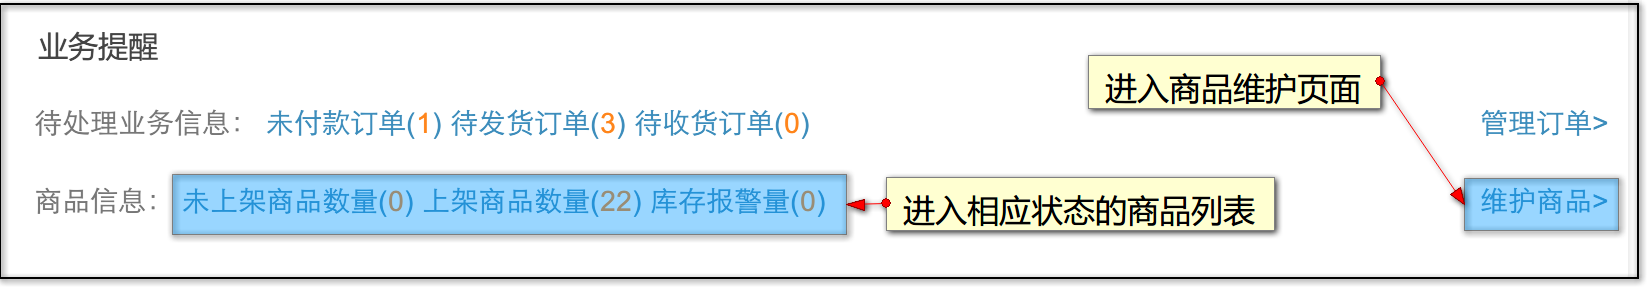 业务提醒
进入商品维护页面
待处理业务信息： 未付款订单(1) 待发货订单(3) 待收货订单(0) 管理订单>
商品信息： 未上架商品数量(0) 上架商品数量(22) 库存报警量(0) 进入相应状态的商品列表 维护商品>